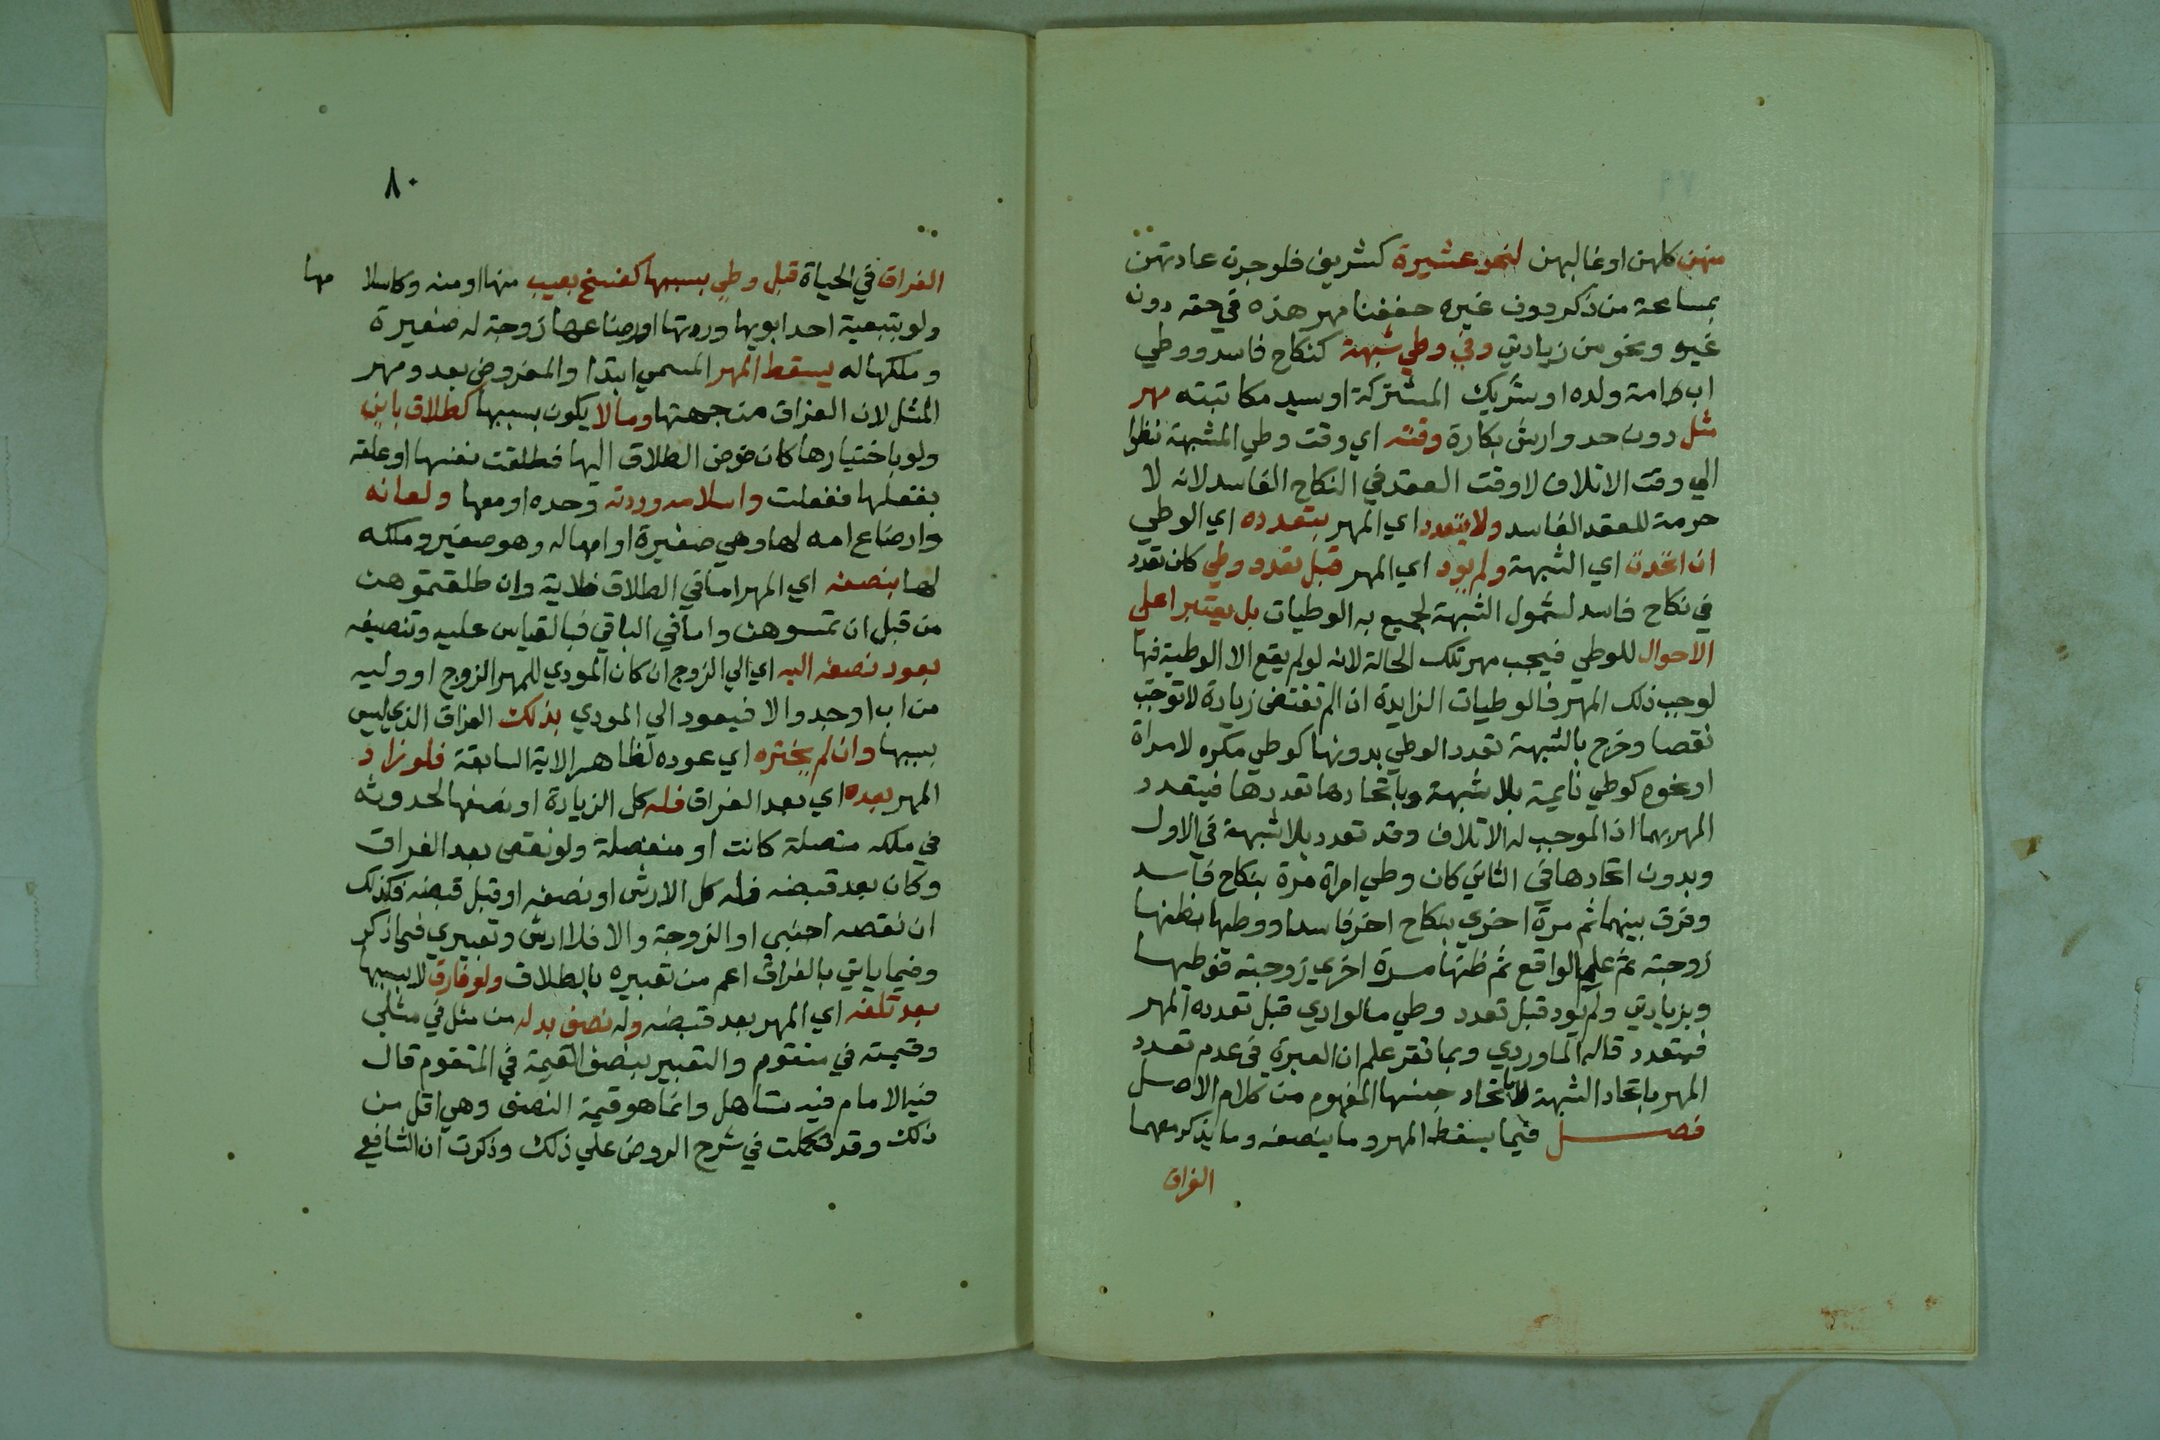 منهن كلهن او غالبهن لنحو عشيرة كشريف فلو جرت عادتهن
بمسامحة من ذكر دون غيره خففنا مهر هذه في حقه دون
غيره ونحو من زيادتي وفي وطي شبهة كنكاح فاسد ووطي
اب امة ولده او شريك المشتركة او سيد مكاتبته مهر
مثل دون حد وارش بكارة وقته اي وقت وطي الشبهة نظرا
الي وقت الاتلاف لا وقت العقد في النكاح الفاسد لانه لا
حرمة للعقد الفاسد ولا يتعدد اي المهر بتعدده اي الوطي
ان اتحدت اي الشبهة ولم يود اي المهر قبل تعدد وطي كان تعدد
في نكاح فاسد لشمول الشبهة لجميع به الوطيات بل يعتبر اعلي
الاحوال للوطي فيجب مهر تلك الحالة لانه لو لم يقع الا الوطية فيها
لوجب ذلك المهر فالوطيات الزايدة ان لم تقتض زيادة لا توجب
نقصا وخرج بالشبهة تعدد الوطي بدونها كوطي مكره لامراة
او نحوه كوطي نايمة بلا شبهة وباتحادها تعددها فيتعدد
المهر بهما اذ الموجب له الاتلاف وقد تعدد بلا شبهة في الاول
وبدون اتحادها في الثاني كان وطي امراة مرة بنكاح فاسد
وفرق بينهما ثم مرة اخري بنكاح اخر فاسد او وطيها يظنها
زوجته ثم علم الواقع ثم ظنها مرة اخري زوجته فوطيها
وبزيادتي ولم يود قبل تعدد وطي ما لو ادي قبل تعدده المهر
فيتعدد قاله الماوردي وبما تقرر علم ان العبرة في عدم تعدد
المهر باتحاد الشبهة لا باتحاد جنسها المفهوم من كلام الاصل
فصل فيما يسقط المهر وما ينصفه وما يذكر معهما
الفراق
٨٠
الفراق في الحياة قبل وطي بسببها كفسخ بعيب منها او منه وكاسلا مها
ولو بتبعية احد ابويها وردتها او رضاعها زوجة له صغيرة
وملكها له يسقط المهر المسمي ابتدا والمفروض بعد ومهر
المثل لان الفراق من جهتها وما لا يكون بسببها كطلاق باين
ولو باختيارها كان فوض الطلاق اليها فطلقت نفسها او علقه
بفعلها ففعلت واسلامه وردته وحده او معها ولعانه
وارضاع امه لها وهي صغيرة او امها له وهو صغير وملكه
لها ينصفه اي المهر اما في الطلاق فلاية وان طلقتموهن
من قبل ان تمسوهن واما في الباقي فبالقياس عليه وتنصيفه
بعود نصفه اليه اي الي الزوج ان كان المودي للمهر الزوج او وليه
من اب او جد والا فيعود الي المودي بذلك الفراق الذي ليس
بسببها وان لم يختره اي عوده لظاهر الاية السابقة فلو زاد
المهر بعده اي بعد الفراق فله كل الزيادة او نصفها لحدوثه
في ملكه متصلة كانت او منفصلة ولو نقص بعد الفراق
وكان بعد قبضه فله كل الارش او نصفه او قبل قبضه فكذلك
ان نقصه اجنبي او الزوجة والا فلا ارش وتعبيري فيما ذكر
وفيما ياتي بالفراق اعم من تعبيره بالطلاق ولو فارق لا بسببها
بعد تلفه اي المهر بعد قبضه وله نصف بدله من مثل في مثلي
وقيمته في متقوم والتعبير بنصف القيمة في المتقوم قال
فيه الامام فيه تساهل وانما هو قيمة النصف وهي اقل من
ذلك وقد تكلمت في شرح الروض علي ذلك وذكرت ان الشافعي